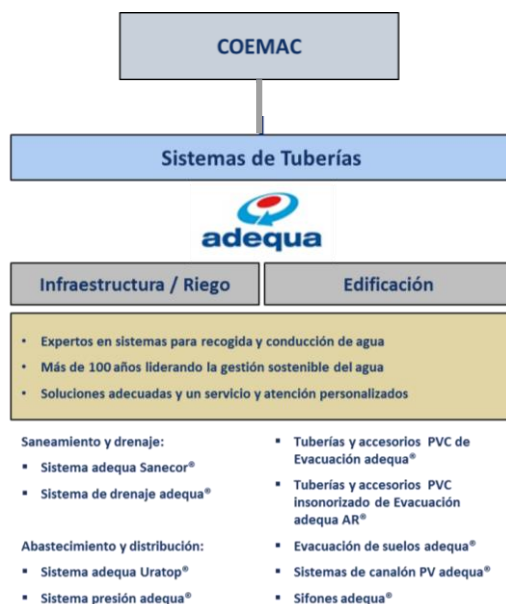 COEMAC
Sistemas de Tuberías
adequa
Infraestructura / Riego
Edificación
• Expertos en sistemas para recogida y conducción de agua
• Más de 100 años liderando la gestión sostenible del agua
• Soluciones adecuadas y un servicio y atención personalizados
Saneamiento y drenaje:
▪ Sistema adequa Sanecor®
▪ Sistema de drenaje adequa®
Abastecimiento y distribución:
▪ Sistema adequa Uratop®
▪ Sistema presión adequa®
▪ Tuberías y accesorios PVC de
Evacuación adequa®
▪ Tuberías y accesorios PVC
insonorizado de Evacuación
adequa AR®
▪ Evacuación de suelos adequa®
▪ Sistemas de canalón PV adequa®
▪ Sifones adequa®